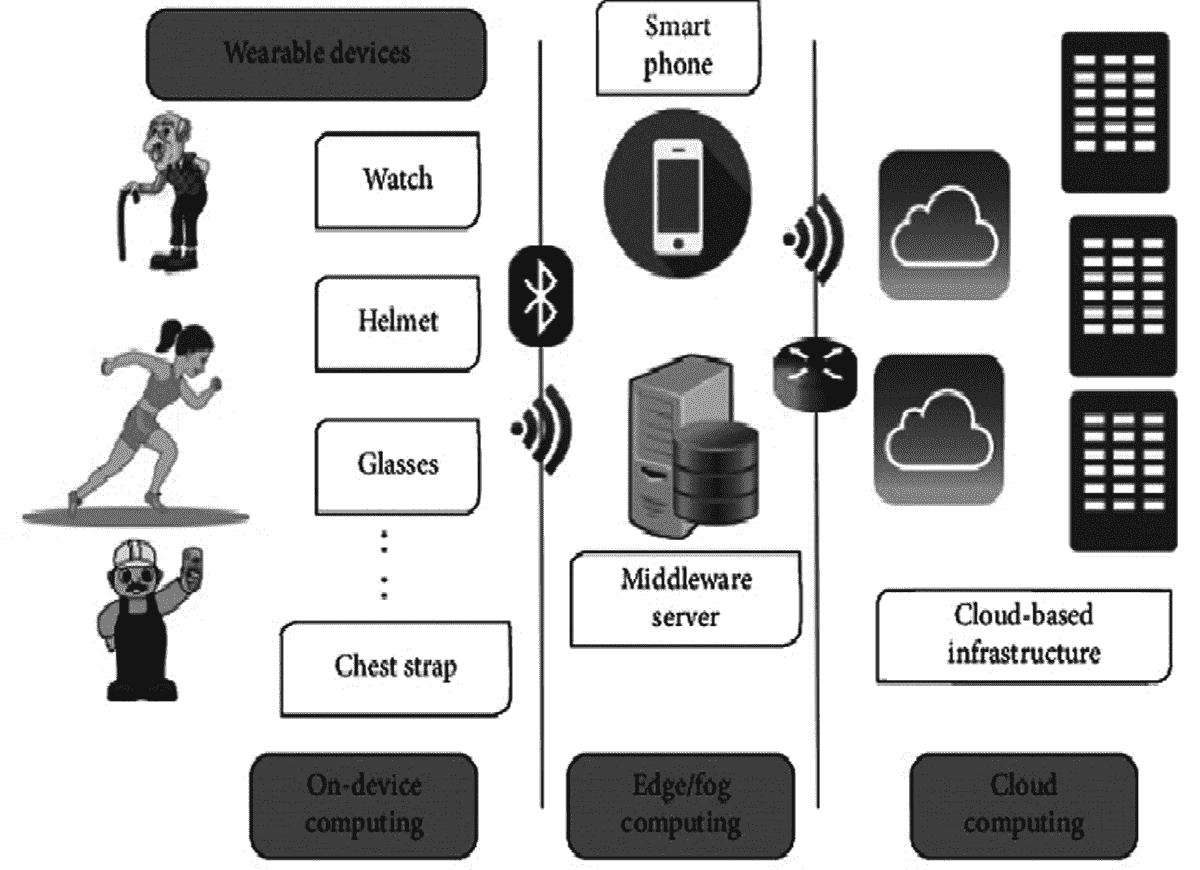 Wearable devices
Watch
Helmet
Glasses
Chest strap
On-device
computing
Smart
phone
Middleware
server
Edge/fog
computing
Cloud-based
infrastructure
Cloud
computing